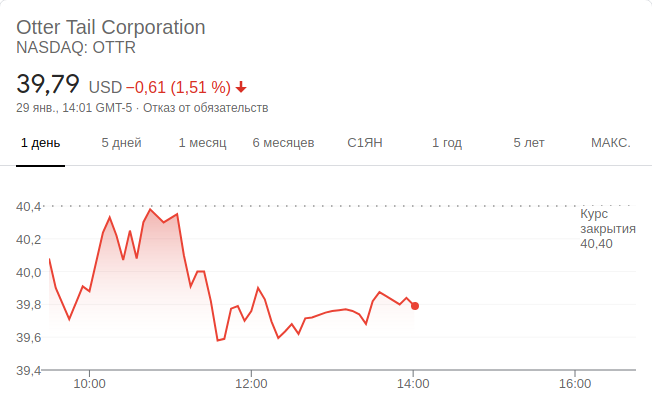 Otter Tail Corporation
NASDAQ: OTTR
39,79 USD −0,61 (1,51 %)
29 янв., 14:01 GMT-5 · Отказ от обязательств
1 день 5 дней 1 месяц 6 месяцев С1ЯН 1 год 5 лет МАКС.
40,4
Курс
закрытия
40,40
40,2
40,0
39,8
39,6
39,4
10:00 12:00 14:00 16:00